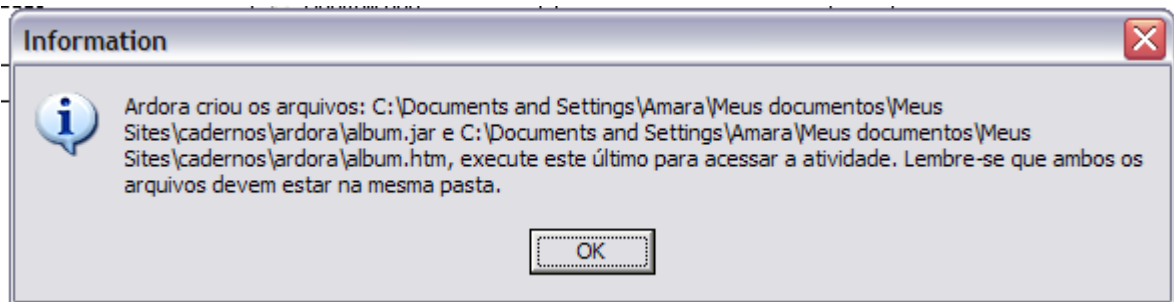 Information
Ardora criou os arquivos: C:\Documents and Settings\Amara\Meus documentos\Meus
Sites\cadernos\ardora\album.jar e C:\Documents and Settings\Amara\Meus documentos\Meus
Sites\cadernos\ardora\album.htm, execute este último para acessar a atividade. Lembre-se que ambos os
arquivos devem estar na mesma pasta.
OK